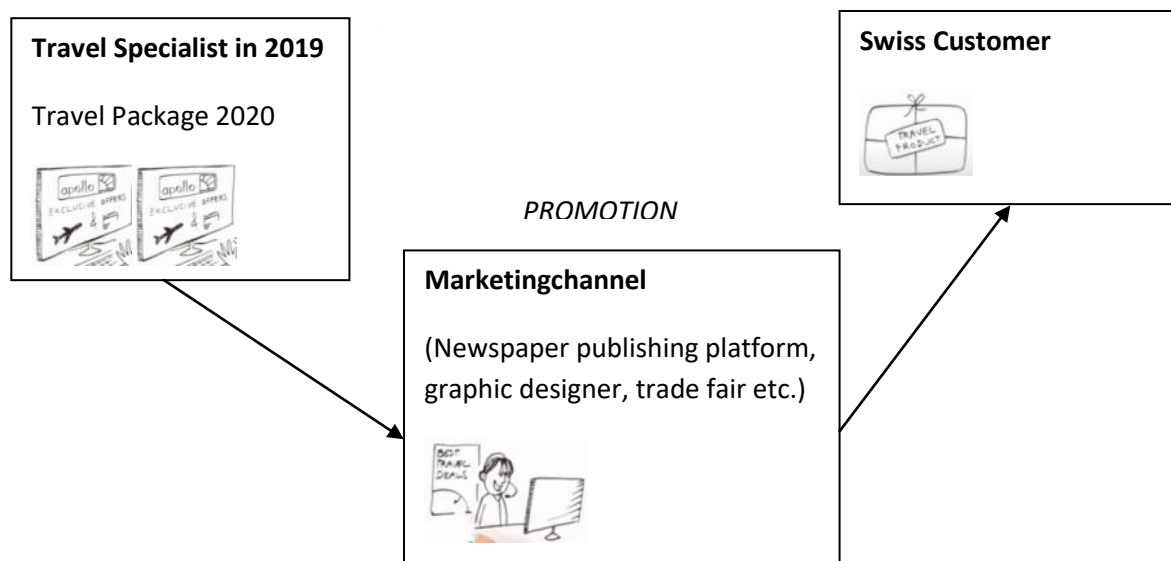 Travel Specialist in 2019
Travel Package 2020
apollo
EXCLUSIVE OFFERS
&
apollo
EXCLUSIVE OFFERS
&
Swiss Customer
TRAVEL
PRODUCT
PROMOTION
Marketingchannel
(Newspaper publishing platform,
graphic designer, trade fair etc.)
BEST
TRAVEL
DEALS